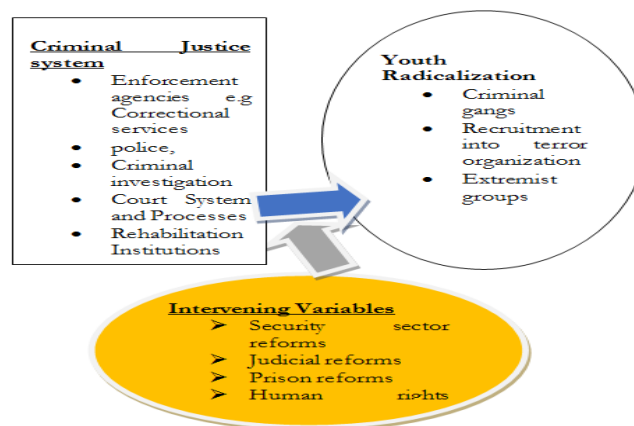 Criminal Justice
system
• Enforcement
agencies e.g
Correctional
services
• police,
• Criminal
investigation
• Court System
and Processes
• Rehabilitation
Institutions
Youth
Radicalization
• Criminal
gangs
• Recruitment
into terror
organization
• Extremist
groups
Intervening Variables
➢ Security sector
reforms
➢ Judicial reforms
➢ Prison reforms
➢ Human rights